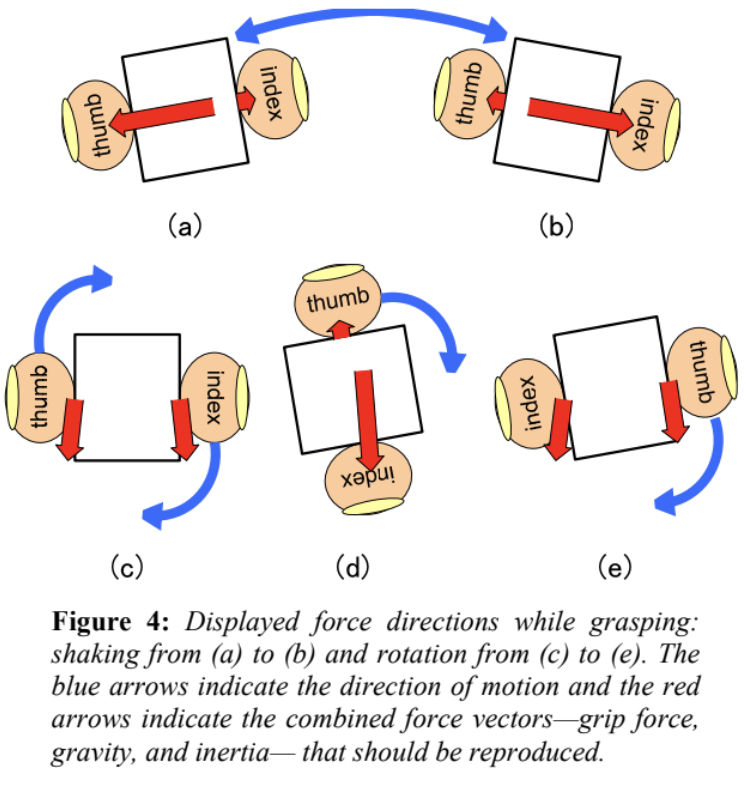 thumb
index
thumb
index
(a)
(b)
thumb
index
thumb
index
index
thumb
(c)
(d)
(e)
Figure 4: Displayed force directions while grasping:
shaking from (a) to (b) and rotation from (c) to (e). The
blue arrows indicate the direction of motion and the red
arrows indicate the combined force vectors—grip force,
gravity, and inertia— that should be reproduced.